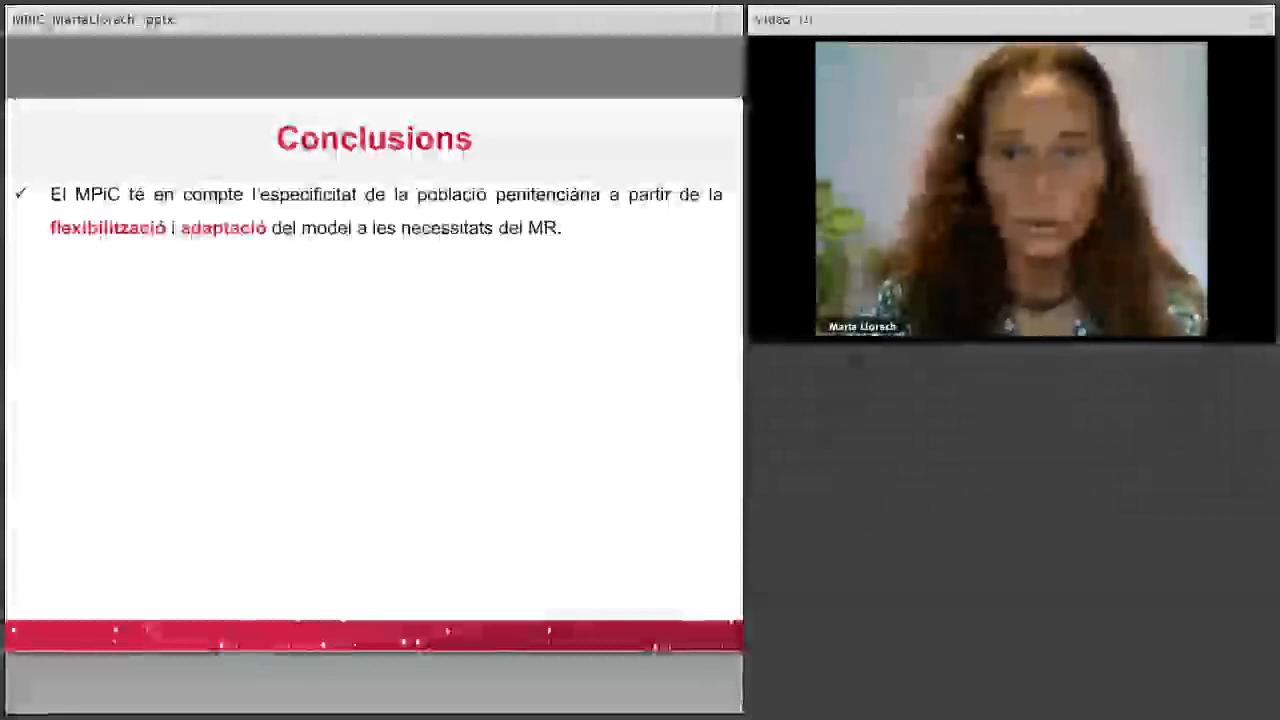 MPiC_MartaLlorach_.pptx
Video (1)
Conclusions
✓ El MPiC té en compte l'especificitat de la població penitenciària a partir de la
flexibilització i adaptació del model a les necessitats del MR.
Marta Llorach